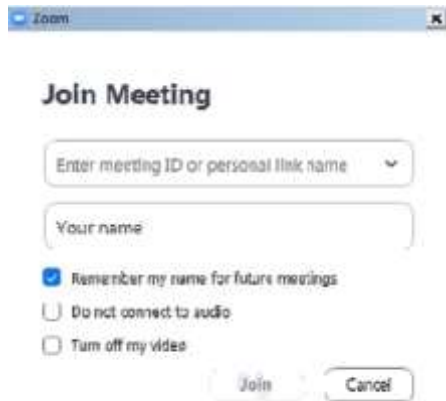 Zoom
Join Meeting
Enter meeting ID or personal link name
Your name
Remember my name for future meetings
Do not connect to audio
Turn off my video
Join Cancel